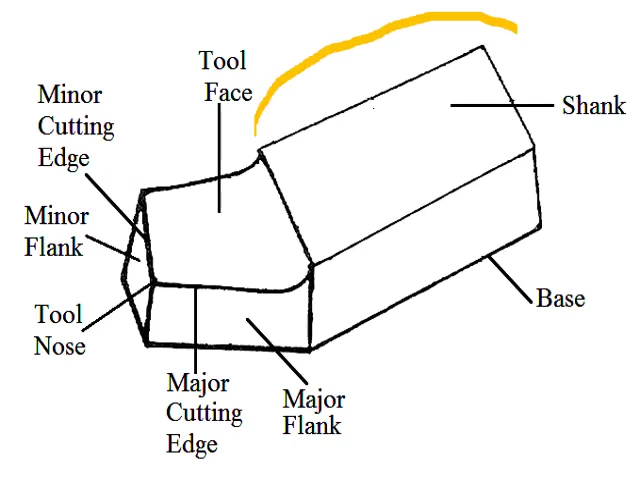 Tool
Face
Minor
Cutting
Edge
Shank
Minor
Flank
Base
Tool
Nose
Major
Cutting
Edge
Major
Flank